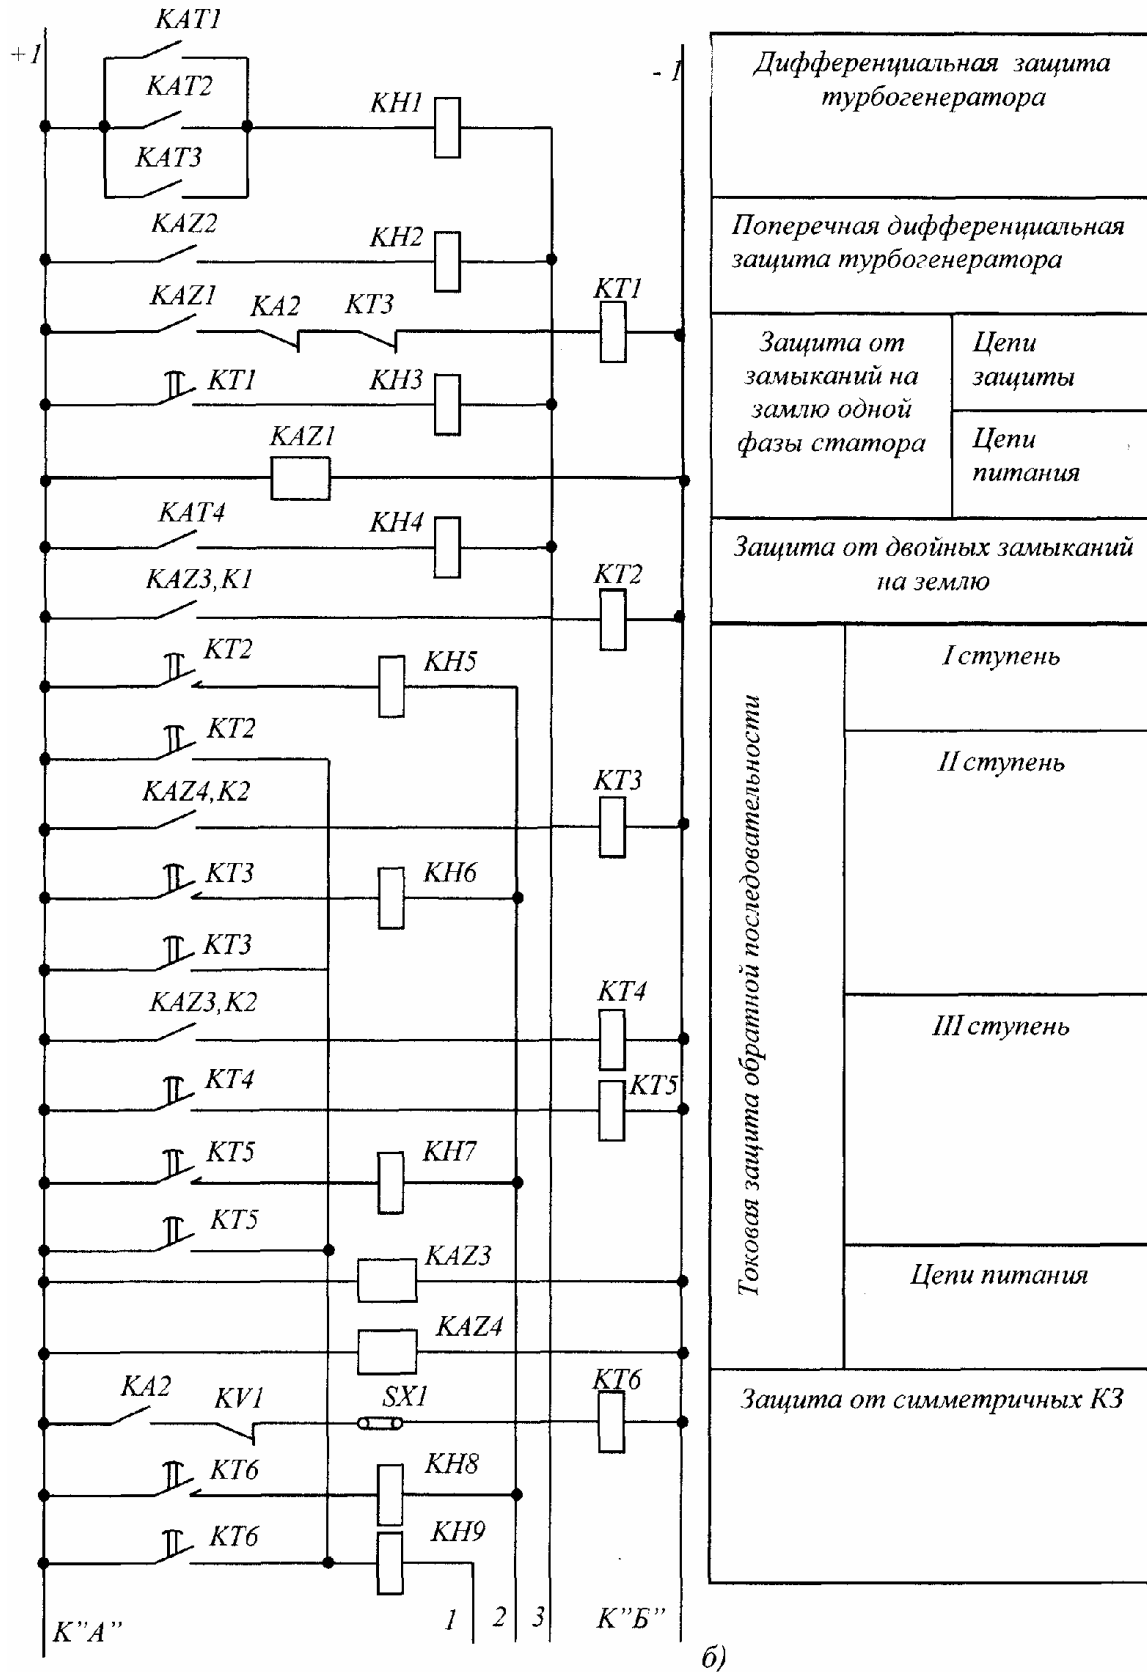 KAT1
+1
- 1
Дифференциальная защита
турбогенератора
KAT2
KH1
KAT3
KAZ2
KH2
Поперечная дифференциальная
защита турбогенератора
KAZ1
KA2
KT3
KT1
Защита от
замыканий на
замлю одной
фазы статора
Цепи
защиты
KT1
KH3
KAZ1
Цепи
питания
KAT4
KH4
Защита от двойных замыканий
на землю
KAZ3,K1
KT2
Токовая защита обратной последовательности
KT2
KH5
I ступень
KT2
II ступень
KAZ4,K2
KT3
KT3
KH6
KT3
KAZ3,K2
KT4
III ступень
KT4
KT5
KT5
KH7
KT5
KAZ3
Цепи питания
KAZ4
KA2
KV1
SX1
KT6
Защита от симметричных КЗ
KT6
KH8
KT6
KH9
К"А"
1
2
3
К"Б"
б)